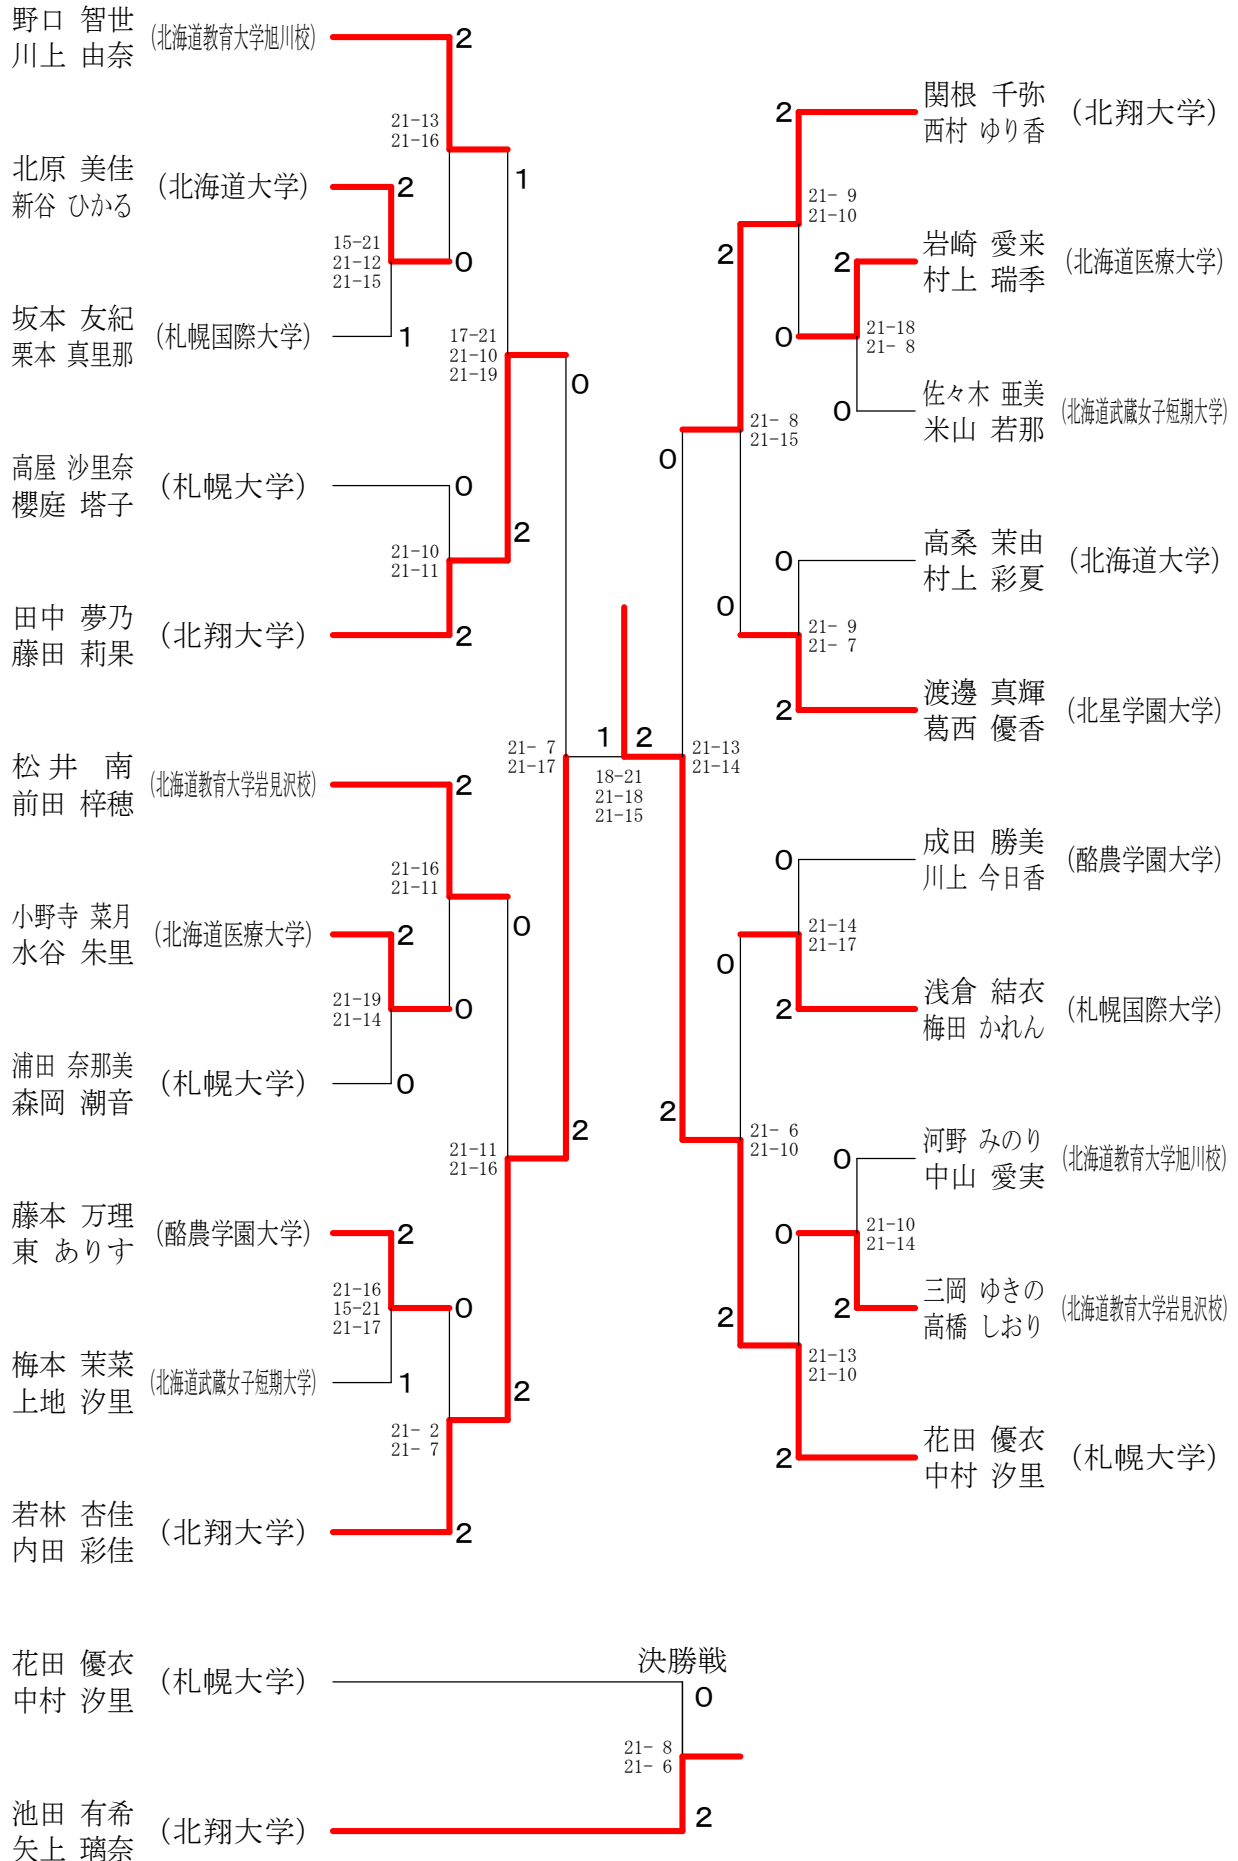 野口 智世
川上 由奈
(北海道教育大学旭川校)
2
21-13
21-16
1
北原 美佳
新谷 ひかる
(北海道大学)
2
15-21
21-12
21-15
0
坂本 友紀
栗本 真里那
(札幌国際大学)
1
17-21
21-10
21-19
0
高屋 沙里奈
櫻庭 塔子
(札幌大学)
0
21-10
21-11
2
田中 夢乃
藤田 莉果
(北翔大学)
2
松井 南
前田 梓穂
(北海道教育大学岩見沢校)
2
21-16
21-11
0
21- 7
21-17
小野寺 菜月
水谷 朱里
(北海道医療大学)
2
21-19
21-14
0
浦田 奈那美
森岡 潮音
(札幌大学)
0
21-11
21-16
2
藤本 万理
東 ありす
(酪農学園大学)
2
21-16
15-21
21-17
0
梅本 茉菜
上地 汐里
(北海道武蔵女子短期大学)
1
21- 2
21- 7
2
若林 杏佳
内田 彩佳
(北翔大学)
2
1
2
18-21
21-18
21-15
2
関根 千弥
西村 ゆり香
(北翔大学)
21- 9
21-10
2
2
岩崎 愛来
村上 瑞季
(北海道医療大学)
0
21-18
21- 8
0
佐々木 亜美
米山 若那
(北海道武蔵女子短期大学)
21- 8
21-15
0
0
高桑 茉由
村上 彩夏
(北海道大学)
0
21- 9
21- 7
2
渡邊 真輝
葛西 優香
(北星学園大学)
21-13
21-14
0
成田 勝美
川上 今日香
(酪農学園大学)
21-14
21-17
0
2
浅倉 結衣
梅田 かれん
(札幌国際大学)
2
21- 6
21-10
0
河野 みのり
中山 愛実
(北海道教育大学旭川校)
0
21-10
21-14
2
三岡 ゆきの
高橋 しおり
(北海道教育大学岩見沢校)
2
21-13
21-10
2
花田 優衣
中村 汐里
(札幌大学)
決勝戦
花田 優衣
中村 汐里
(札幌大学)
0
21- 8
21- 6
池田 有希
矢上 璃奈
(北翔大学)
2